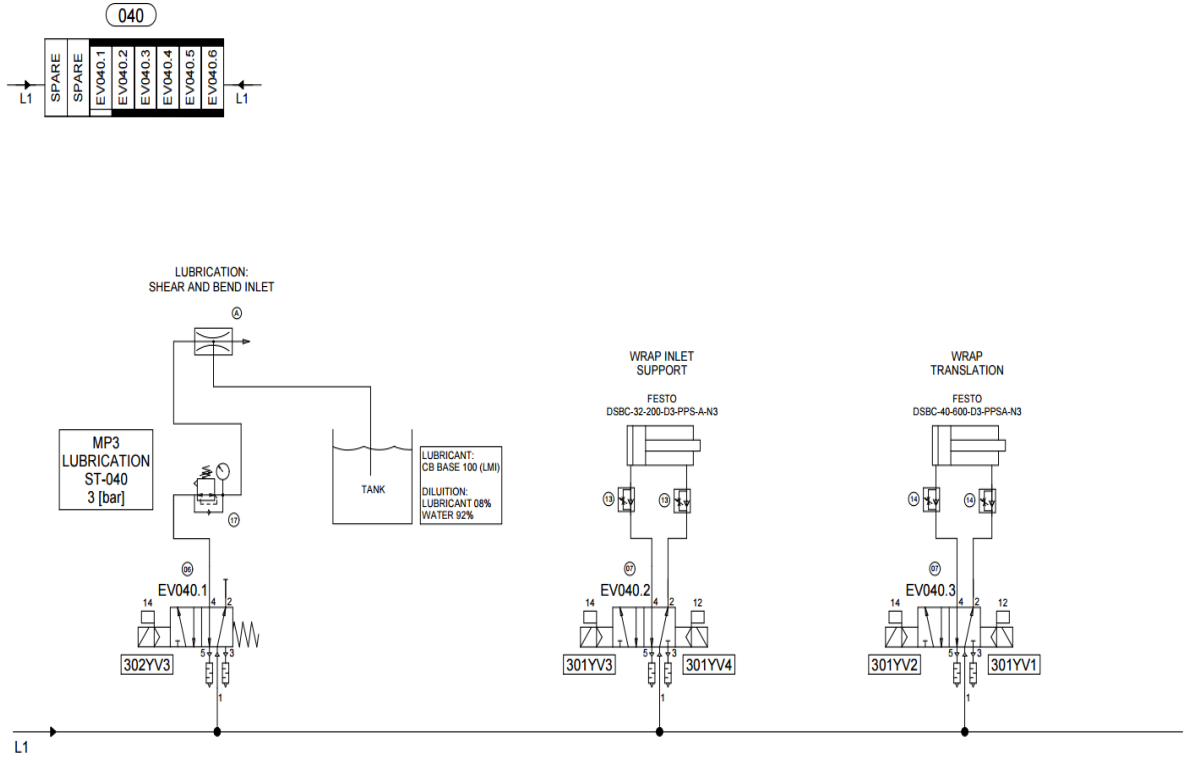 040
L1
SPARE
SPARE
EV040.1
EV040.2
EV040.3
EV040.4
EV040.5
EV040.6
L1
LUBRICATION:
SHEAR AND BEND INLET
A
MP3
LUBRICATION
ST-040
3 [bar]
17
TANK
LUBRICANT:
CB BASE 100 (LMI)
DILUITION:
LUBRICANT 08%
WATER 92%
06
EV040.1
14
4
2
5
3
302YV3
1
WRAP INLET
SUPPORT
FESTO
DSBC-32-200-D3-PPS-A-N3
13
13
07
EV040.2
14
4
2
12
5
3
301YV3
301YV4
1
WRAP
TRANSLATION
FESTO
DSBC-40-600-D3-PPSA-N3
14
14
07
EV040.3
14
4
2
12
5
3
301YV2
301YV1
1
L1